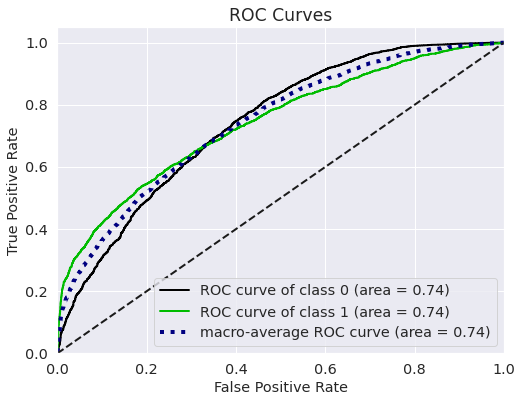 ROC Curves
1.0
0.8
0.6
0.4
0.2
0.0
True Positive Rate
ROC curve of class 0 (area = 0.74)
ROC curve of class 1 (area = 0.74)
macro-average ROC curve (area = 0.74)
0.0 0.2 0.4 0.6 0.8 1.0
False Positive Rate